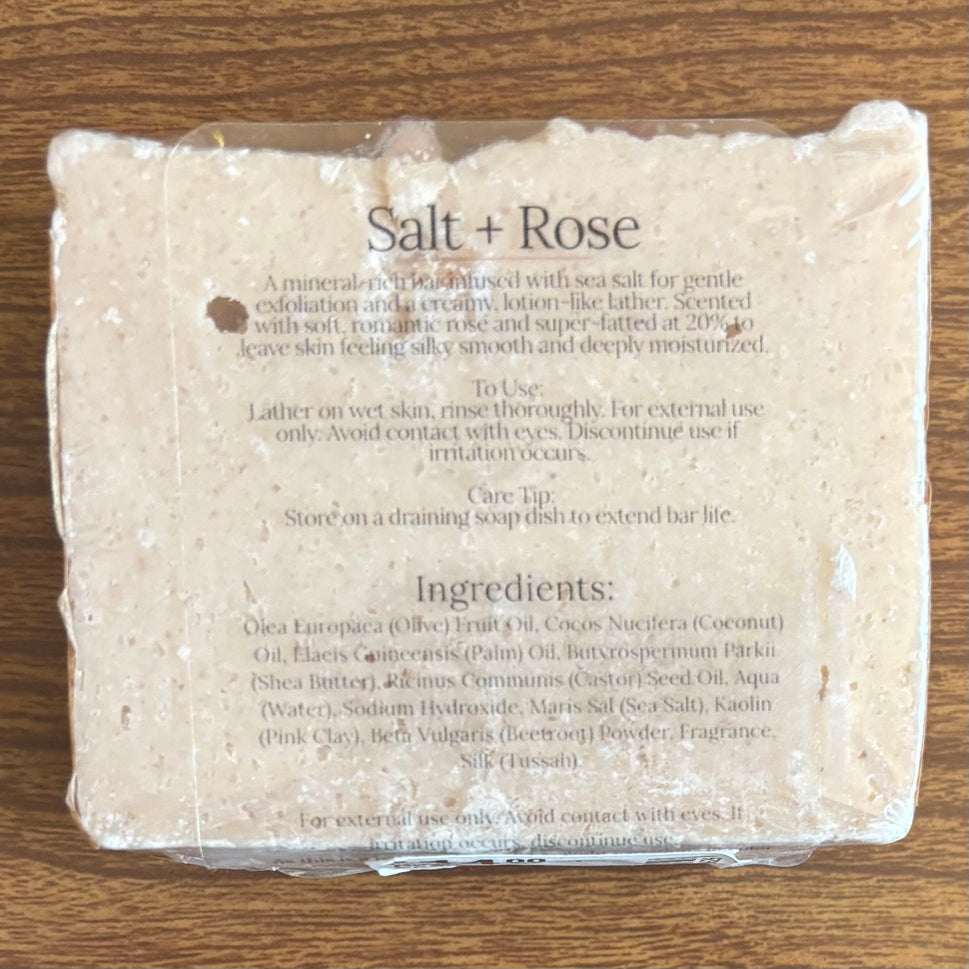 Salt + Rose
A mineral-rich bar infused with sea salt for gentle
exfoliation and a creamy, lotion-like lather. Scented
with soft, romantic rose and super-fatted at 20% to
leave skin feeling silky smooth and deeply moisturized.
To Use:
Lather on wet skin, rinse thoroughly. For external use
only. Avoid contact with eyes. Discontinue use if
irritation occurs.
Care Tip:
Store on a draining soap dish to extend bar life.
Ingredients:
Olea Europaea (Olive) Fruit Oil, Cocos Nucifera (Coconut)
Oil, Elaeis Guineensis (Palm) Oil, Butyrospermum Parkii
(Shea Butter), Ricinus Communis (Castor) Seed Oil, Aqua
(Water), Sodium Hydroxide, Maris Sal (Sea Salt), Kaolin
(Pink Clay), Beta Vulgaris (Beetroot) Powder, Fragrance,
Silk (Tussah).
For external use only. Avoid contact with eyes. If
irritation occurs, discontinue use.
As this is